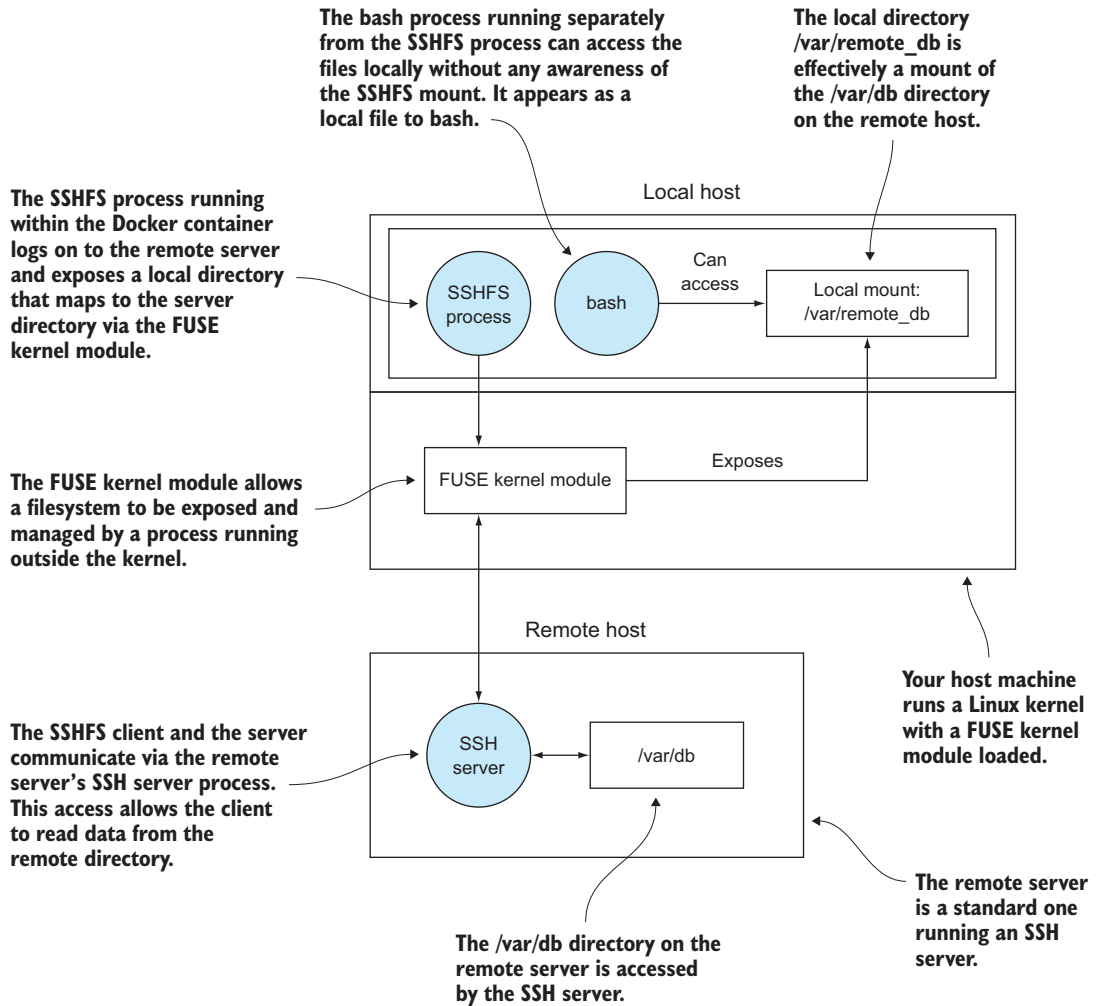 The bash process running separately
from the SSHFS process can access the
files locally without any awareness of
the SSHFS mount. It appears as a
local file to bash.
The local directory
/var/remote_db is
effectively a mount of
the /var/db directory
on the remote host.
The SSHFS process running
within the Docker container
logs on to the remote server
and exposes a local directory
that maps to the server
directory via the FUSE
kernel module.
Local host
SSHFS
process
bash
Can
access
Local mount:
/var/remote_db
The FUSE kernel module allows
a filesystem to be exposed and
managed by a process running
outside the kernel.
FUSE kernel module
Exposes
Remote host
Your host machine
runs a Linux kernel
with a FUSE kernel
module loaded.
The SSHFS client and the server
communicate via the remote
server's SSH server process.
This access allows the client
to read data from the
remote directory.
SSH
server
/var/db
The /var/db directory on the
remote server is accessed
by the SSH server.
The remote server
is a standard one
running an SSH
server.